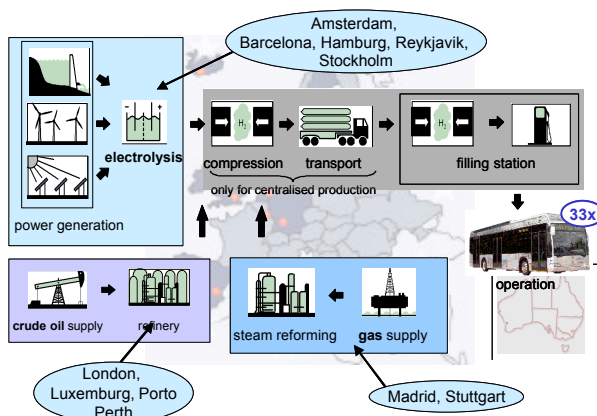 Amsterdam,
Barcelona, Hamburg, Reykjavik,
Stockholm
- +
electrolysis
power generation
H₂
compression
transport
only for centralised production
H₂
filling station
33x
operation
crude oil supply
refinery
steam reforming
gas supply
London,
Luxemburg, Porto
Perth
Madrid, Stuttgart